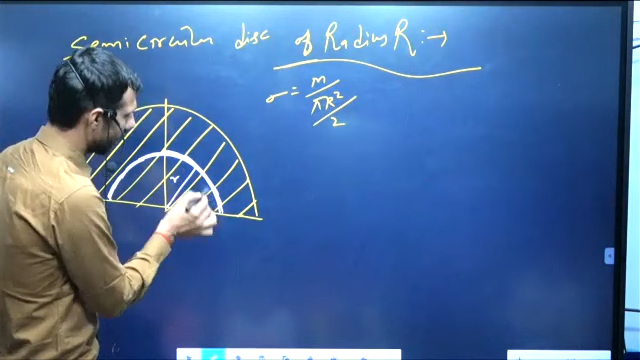 Semicircular disc of Radius R :→
σ = m / πR² / 2
r